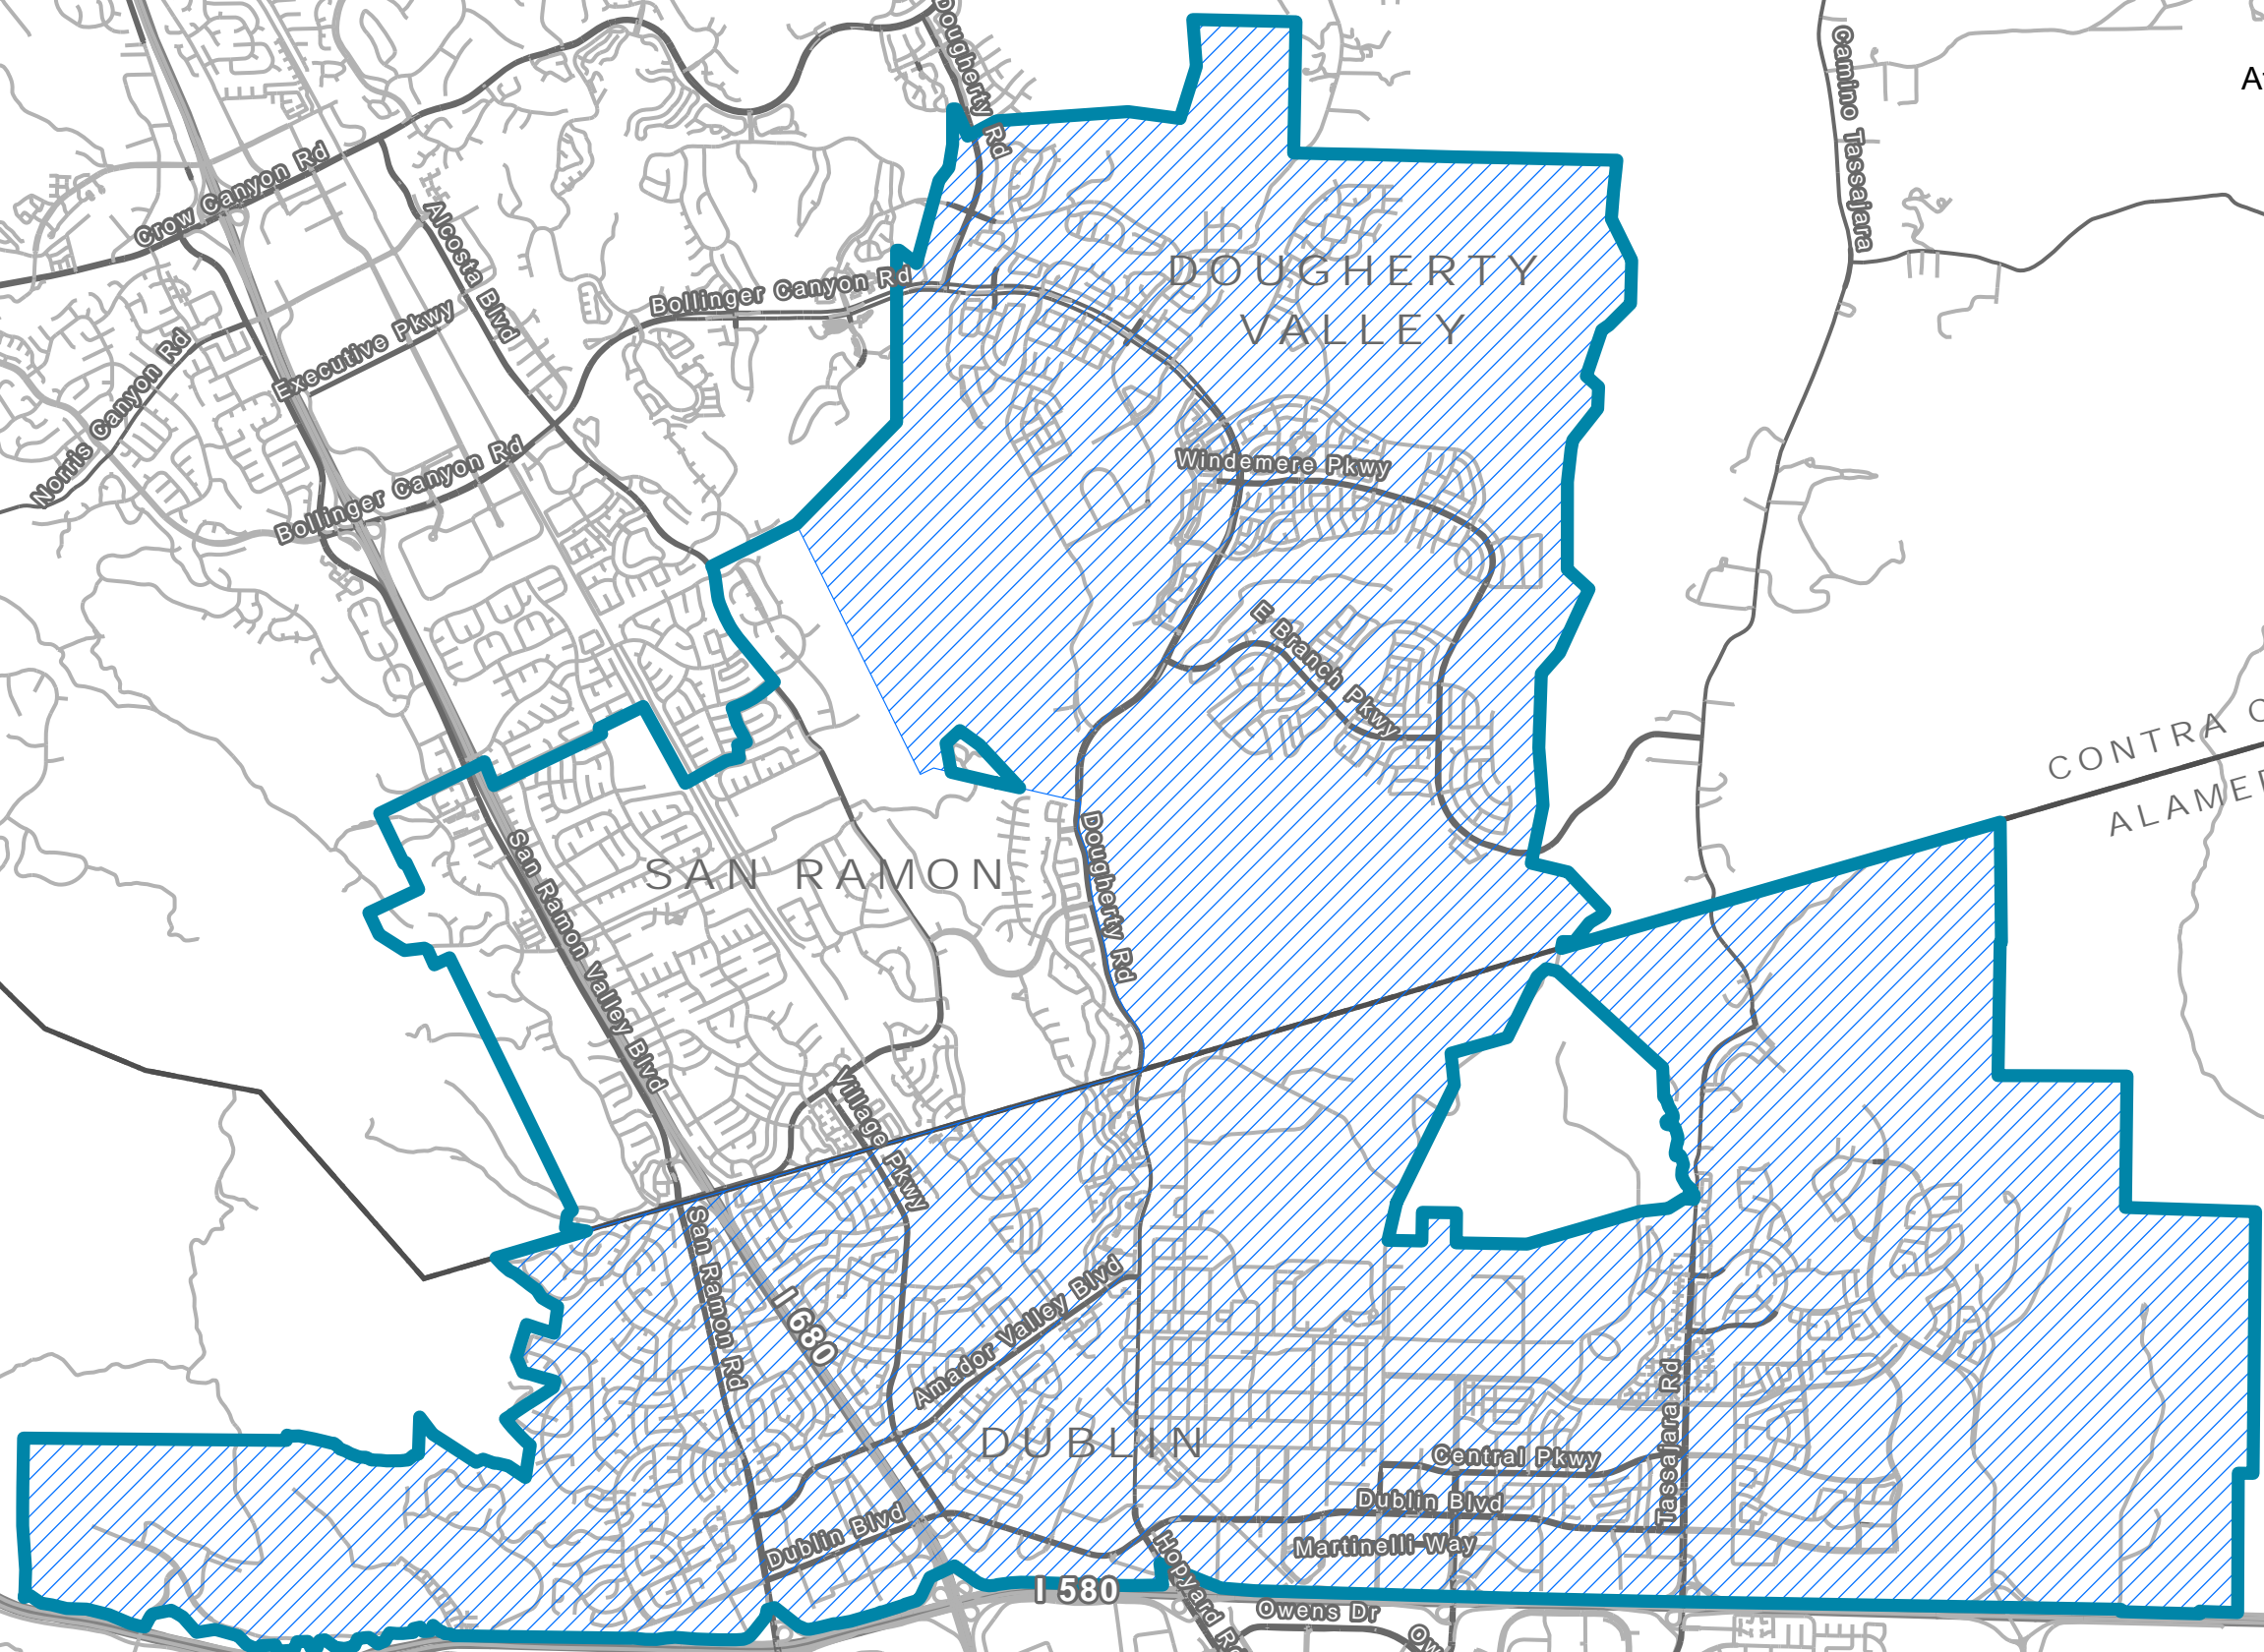 Dougherty Rd
Camino Tassajara
Crow Canyon Rd
Alcosta Blvd
Bollinger Canyon Rd
DOUGHERTY
VALLEY
Executive Pkwy
Norris Canyon Rd
Bollinger Canyon Rd
Windemere Pkwy
E Branch Pkwy
CONTRA
San Ramon Valley Blvd
SAN RAMON
Dougherty Rd
Village Pkwy
San Ramon Rd
I 680
Amador Valley Blvd
DUBLIN
Central Pkwy
Tassajara Rd
Dublin Blvd
Dublin Blvd
Martinelli Way
Hopyard Rd
I 580
Owens Dr